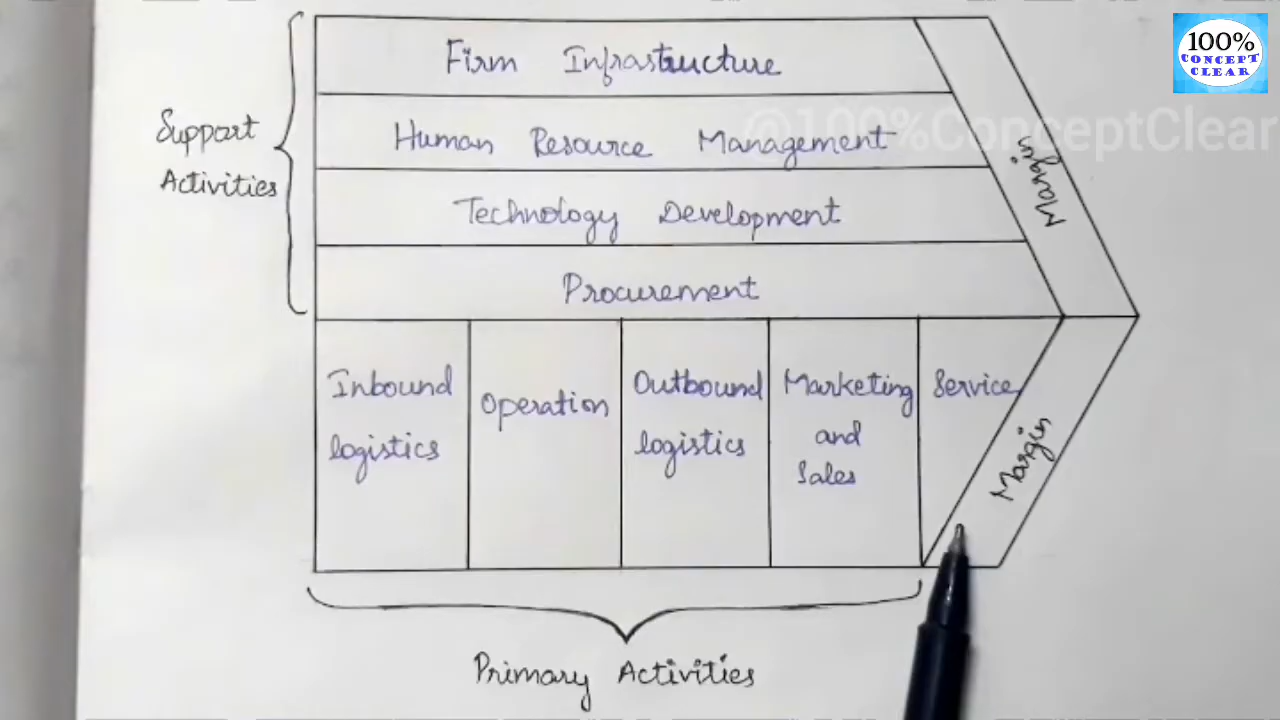 100%
CONCEPT
CLEAR
@100%ConceptClear
Support
Activities
Firm Infrastructure
Human Resource Management
Technology Development
Procurement
Margin
Inbound
logistics
Operation
Outbound
logistics
Marketing
and
Sales
Service
Margin
Primary Activities